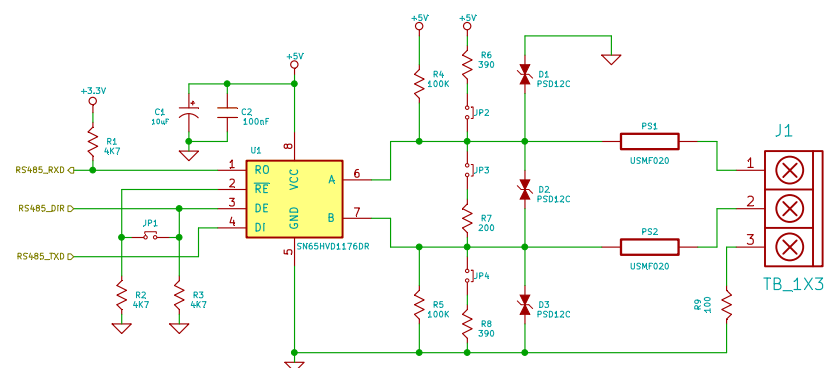 +5V
+5V
R6
390
+5V
R4
100K
D1
PSD12C
+3.3V
C1
10uF
C2
100nF
JP2
R1
4K7
U1
PS1
USMF020
J1
RS485_RXD
1
RO
8
VCC
A
6
JP3
1
2
RE
D2
PSD12C
RS485_DIR
3
DE
2
4
DI
GND
B
7
R7
200
JP1
SN65HVD1176DR
PS2
USMF020
3
RS485_TXD
5
JP4
TB_1X3
R2
4K7
R3
4K7
R5
100K
R8
390
D3
PSD12C
R9
100